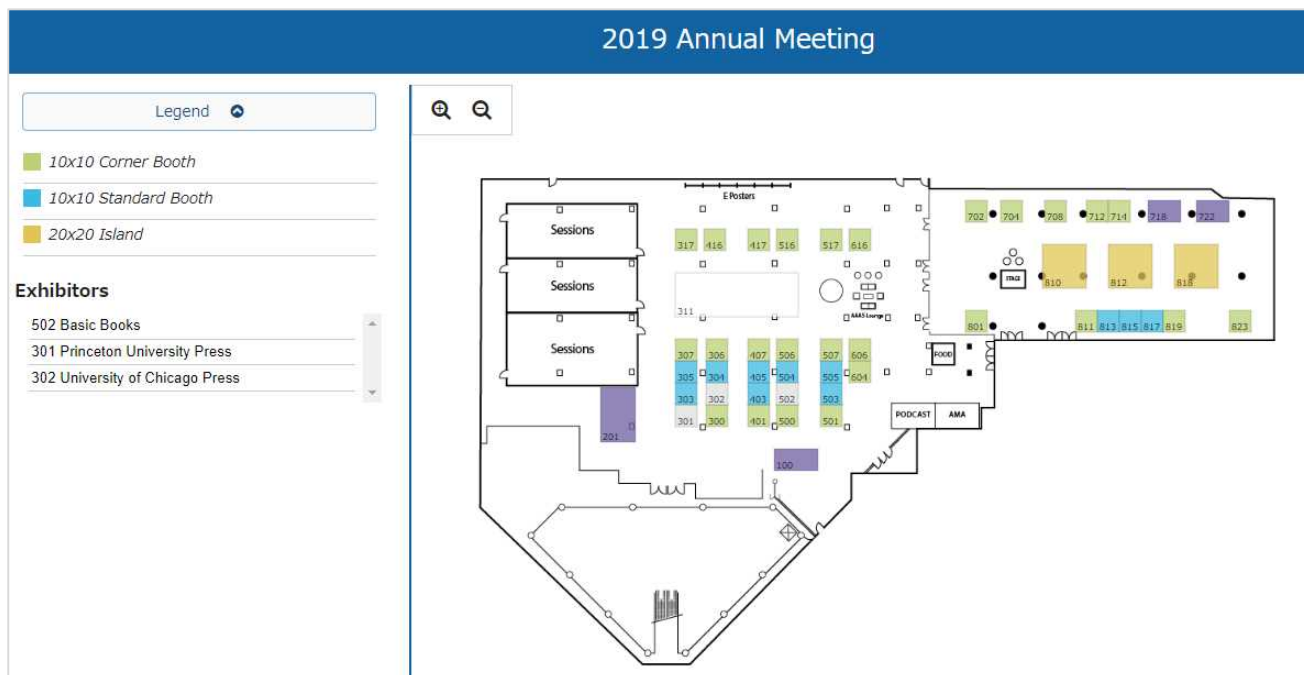 2019 Annual Meeting
Legend
10x10 Corner Booth
10x10 Standard Booth
20x20 Island
Exhibitors
502 Basic Books
301 Princeton University Press
302 University of Chicago Press
E Posters
Sessions
Sessions
Sessions
317 416 417 516 517 616
311
AAAS Lounge
307 306 407 506 507 606
305 304 405 504 505 604
303 302 403 502 503
301 300 401 500 501
201
100
702 704 708 712 714 718 722
STAGE
810 812 818
801 811 813 815 817 819 823
FOOD
PODCAST AMA